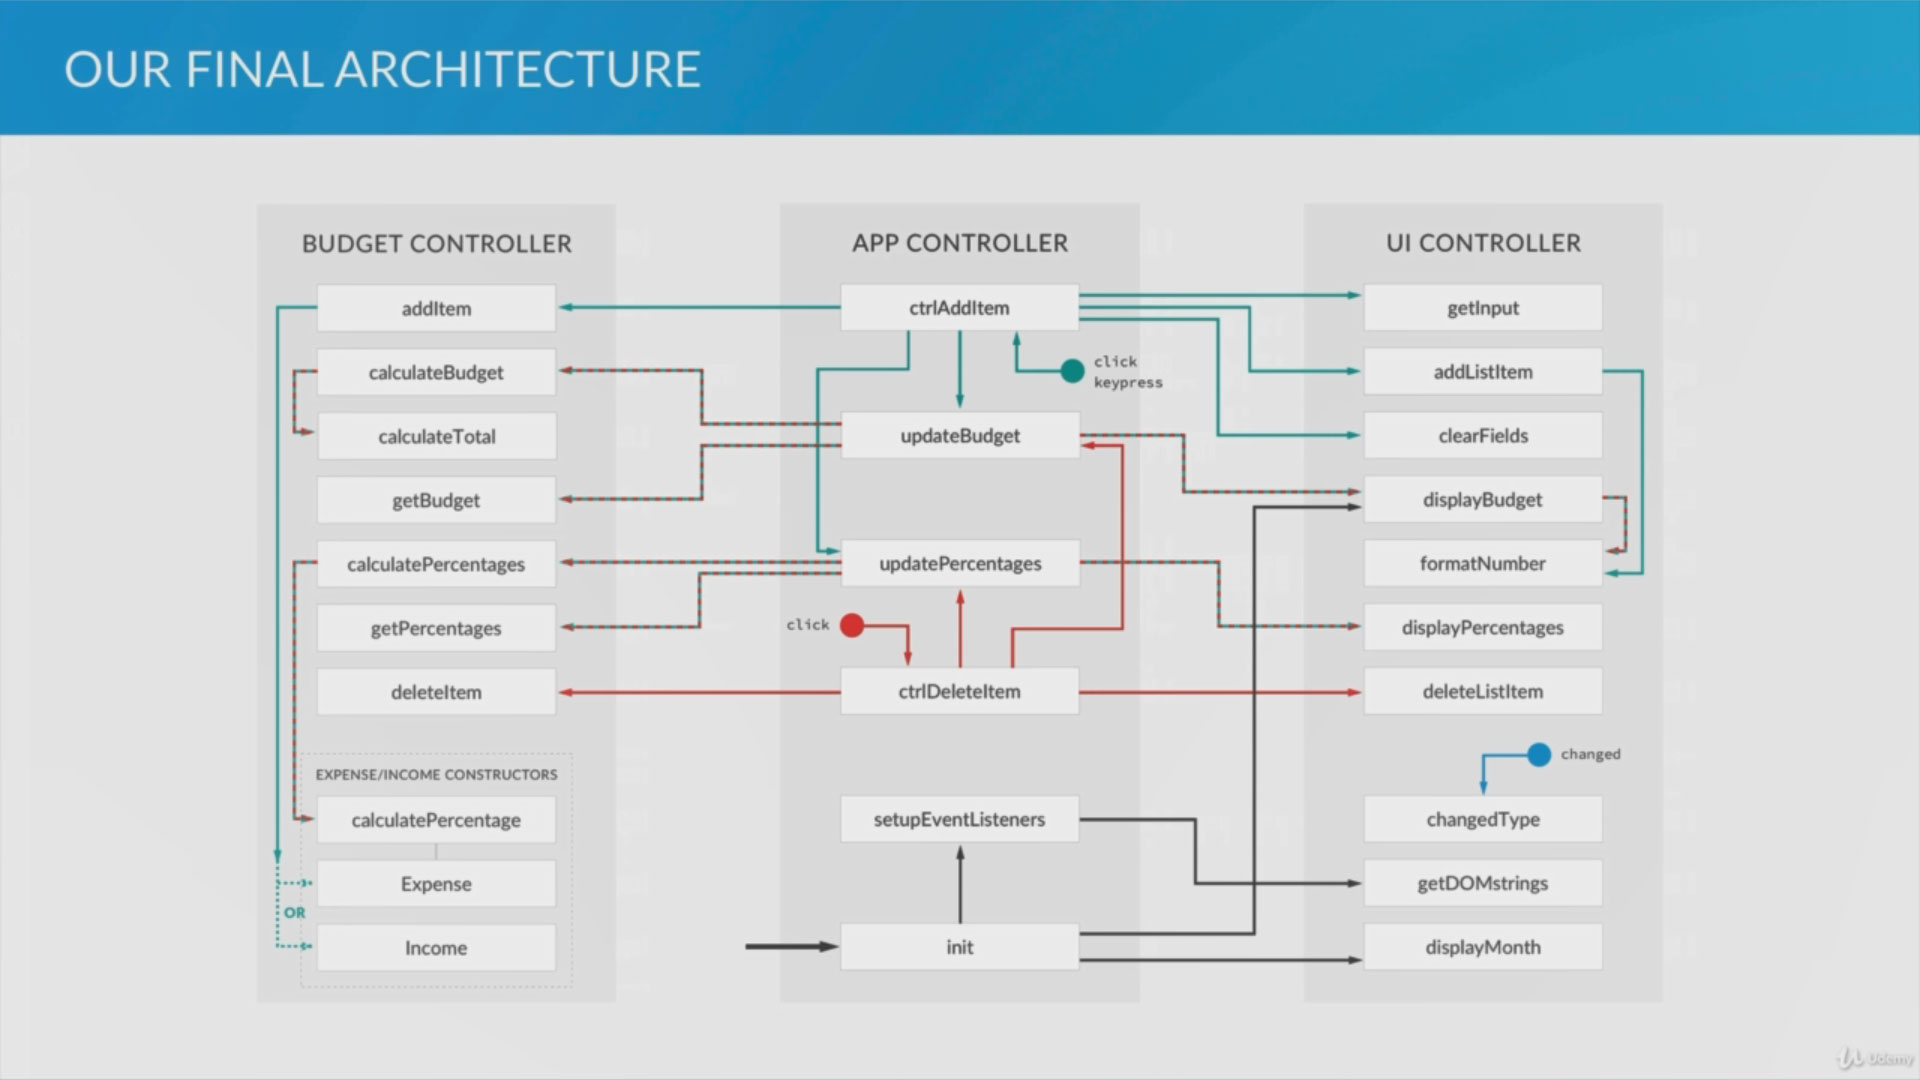 OUR FINAL ARCHITECTURE
BUDGET CONTROLLER
addItem
calculateBudget
calculateTotal
getBudget
calculatePercentages
getPercentages
deleteItem
EXPENSE/INCOME CONSTRUCTORS
calculatePercentage
Expense
OR
Income
APP CONTROLLER
ctrlAddItem
click
keypress
updateBudget
updatePercentages
click
ctrlDeleteItem
setupEventListeners
init
UI CONTROLLER
getInput
addListItem
clearFields
displayBudget
formatNumber
displayPercentages
deleteListItem
changed
changedType
getDOMstrings
displayMonth
Udemy